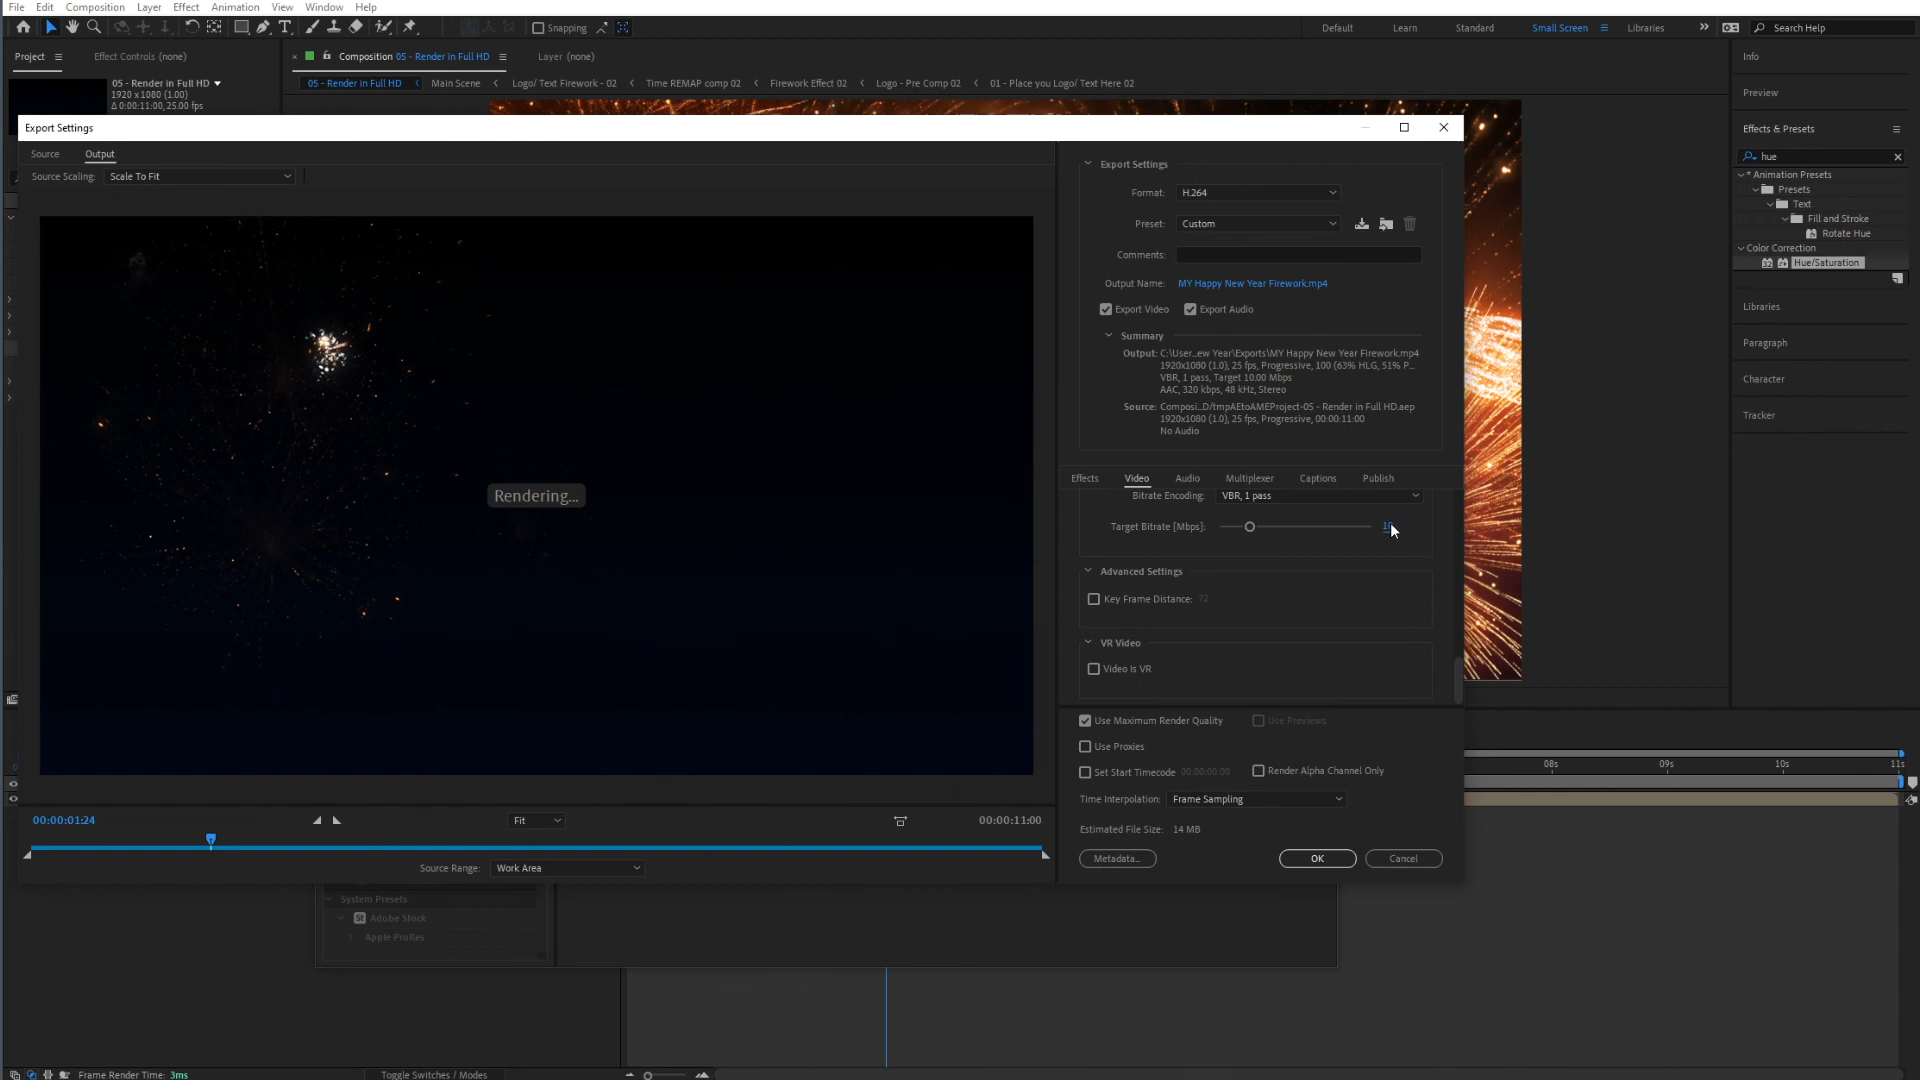 File Edit Composition Layer Effect Animation View Window Help
Snapping Default Learn Standard Small Screen Libraries Search Help
Project Effect Controls (none) Composition 05 - Render in Full HD Layer (none) Info
05 - Render in Full HD
1920 x 1080 (1.00)
Δ 0:00:11:00, 25.00 fps
05 - Render in Full HD Main Scene Logo/ Text Firework - 02 Time REMAP comp 02 Firework Effect 02 Logo - Pre Comp 02 01 - Place you Logo/ Text Here 02
Preview
Effects & Presets
hue
* Animation Presets
Presets
Text
Fill and Stroke
Rotate Hue
Color Correction
Hue/Saturation
Libraries
Paragraph
Character
Tracker
Export Settings
Source Output
Source Scaling: Scale To Fit
Rendering...
00:00:01:24 Fit 00:00:11:00
Source Range: Work Area
Export Settings
Format: H.264
Preset: Custom
Comments:
Output Name: MY Happy New Year Firework.mp4
Export Video Export Audio
Summary
Output: C:\User...ew Year\Exports\MY Happy New Year Firework.mp4
1920x1080 (1.0), 25 fps, Progressive, 100 (63% HLG, 51% P...
VBR, 1 pass, Target 10.00 Mbps
AAC, 320 kbps, 48 kHz, Stereo
Source: Composi...D/tmpAEtoAMEProject-05 - Render in Full HD.aep
1920x1080 (1.0), 25 fps, Progressive, 00:00:11:00
No Audio
Effects Video Audio Multiplexer Captions Publish
Bitrate Encoding: VBR, 1 pass
Target Bitrate [Mbps]: 10
Advanced Settings
Key Frame Distance: 72
VR Video
Video Is VR
Use Maximum Render Quality Use Previews
Use Proxies
Set Start Timecode 00:00:00:00 Render Alpha Channel Only
Time Interpolation: Frame Sampling
Estimated File Size: 14 MB
Metadata... OK Cancel
08s 09s 10s 11s
System Presets
St Adobe Stock
Apple ProRes
Frame Render Time: 3ms Toggle Switches / Modes